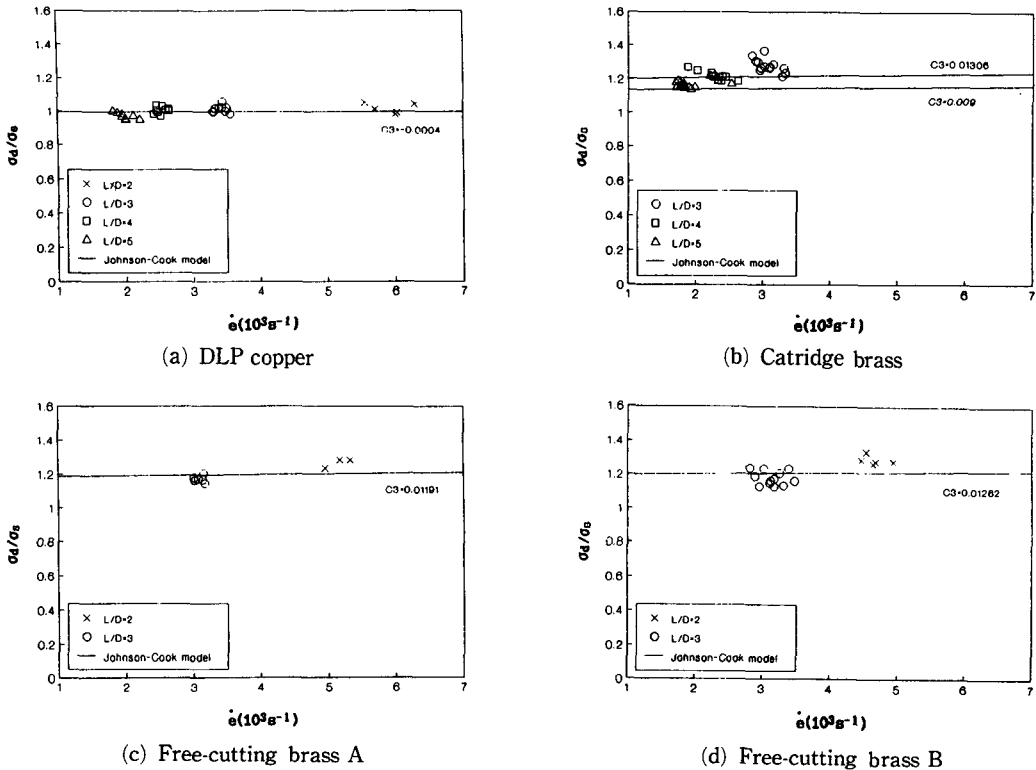 1.6
1.4
1.2
1
0.8
0.6
0.4
0.2
0
σd/σs
C3=-0.0004
× L/D=2
○ L/D=3
□ L/D=4
△ L/D=5
— Johnson-Cook model
1 2 3 4 5 6 7
ė(10³s⁻¹)
(a) DLP copper
1.6
1.4
1.2
1
0.8
0.6
0.4
0.2
0
σd/σs
C3=0.01306
C3=0.009
○ L/D=3
□ L/D=4
△ L/D=5
— Johnson-Cook model
1 2 3 4 5 6 7
ė(10³s⁻¹)
(b) Catridge brass
1.6
1.4
1.2
1
0.8
0.6
0.4
0.2
0
σd/σs
C3=0.01191
× L/D=2
○ L/D=3
— Johnson-Cook model
1 2 3 4 5 6 7
ė(10³s⁻¹)
(c) Free-cutting brass A
1.6
1.4
1.2
1
0.8
0.6
0.4
0.2
0
σd/σs
C3=0.01262
× L/D=2
○ L/D=3
— Johnson-Cook model
1 2 3 4 5 6 7
ė(10³s⁻¹)
(d) Free-cutting brass B